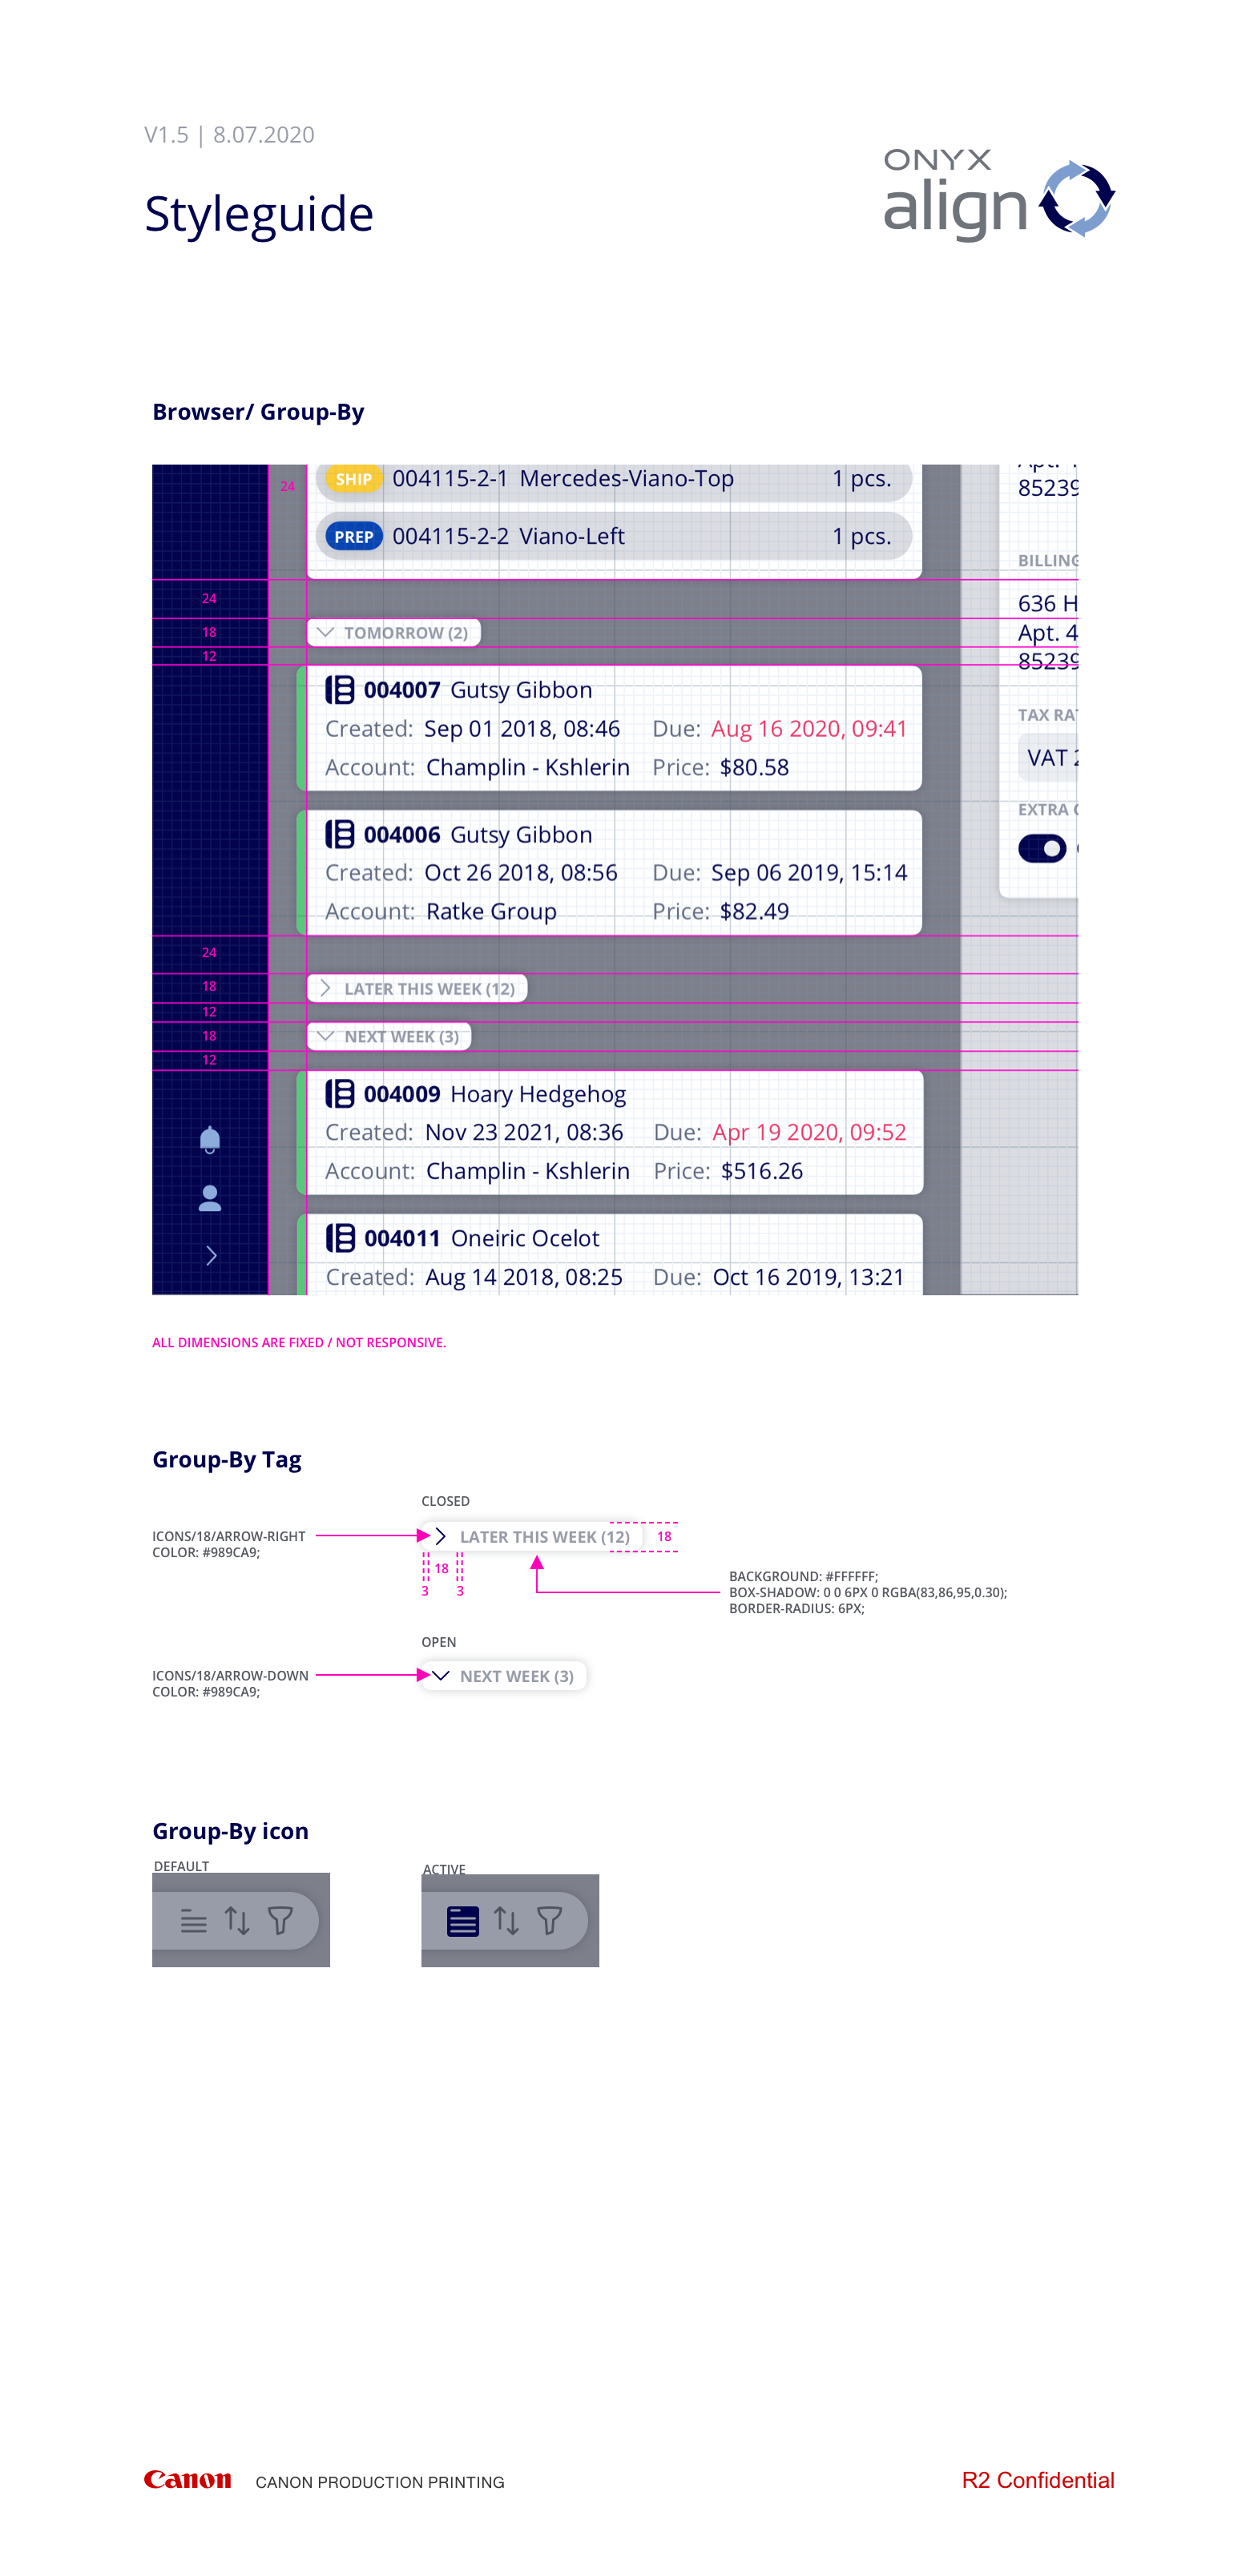 V1.5 | 8.07.2020
Styleguide
ONYX
align
Browser/ Group-By
24
SHIP 004115-2-1 Mercedes-Viano-Top 1 pcs.
85239
PREP 004115-2-2 Viano-Left 1 pcs.
BILLING
24
636 H
18
TOMORROW (2)
Apt. 4
12
85239
004007 Gutsy Gibbon
TAX RAT
Created: Sep 01 2018, 08:46 Due: Aug 16 2020, 09:41
Account: Champlin - Kshlerin Price: $80.58
VAT 2
EXTRA
004006 Gutsy Gibbon
Created: Oct 26 2018, 08:56 Due: Sep 06 2019, 15:14
Account: Ratke Group Price: $82.49
24
18
LATER THIS WEEK (12)
12
18
NEXT WEEK (3)
12
004009 Hoary Hedgehog
Created: Nov 23 2021, 08:36 Due: Apr 19 2020, 09:52
Account: Champlin - Kshlerin Price: $516.26
004011 Oneiric Ocelot
Created: Aug 14 2018, 08:25 Due: Oct 16 2019, 13:21
ALL DIMENSIONS ARE FIXED / NOT RESPONSIVE.
Group-By Tag
CLOSED
ICONS/18/ARROW-RIGHT
COLOR: #989CA9;
LATER THIS WEEK (12)
18
18
3
3
BACKGROUND: #FFFFFF;
BOX-SHADOW: 0 0 6PX 0 RGBA(83,86,95,0.30);
BORDER-RADIUS: 6PX;
OPEN
ICONS/18/ARROW-DOWN
COLOR: #989CA9;
NEXT WEEK (3)
Group-By icon
DEFAULT
ACTIVE
Canon
CANON PRODUCTION PRINTING
R2 Confidential